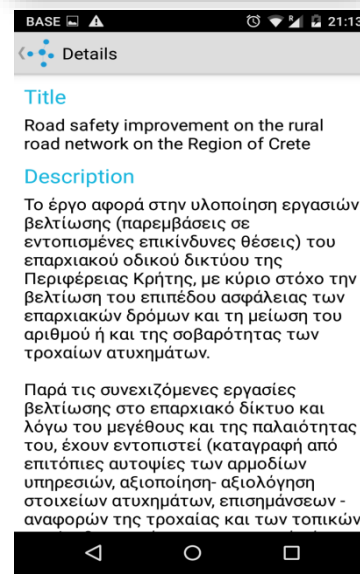 BASE 21:13
Details
Title
Road safety improvement on the rural
road network on the Region of Crete
Description
Το έργο αφορά στην υλοποίηση εργασιών
βελτίωσης (παρεμβάσεις σε
εντοπισμένες επικίνδυνες θέσεις) του
επαρχιακού οδικού δικτύου της
Περιφέρειας Κρήτης, με κύριο στόχο την
βελτίωση του επιπέδου ασφάλειας των
επαρχιακών δρόμων και τη μείωση του
αριθμού ή και της σοβαρότητας των
τροχαίων ατυχημάτων.
Παρά τις συνεχιζόμενες εργασίες
βελτίωσης στο επαρχιακό δίκτυο και
λόγω του μεγέθους και της παλαιότητας
του, έχουν εντοπιστεί (καταγραφή από
επιτόπιες αυτοψίες των αρμοδίων
υπηρεσιών, αξιοποίηση- αξιολόγηση
στοιχείων ατυχημάτων, επισημάνσεων -
αναφορών της τροχαίας και των τοπικών